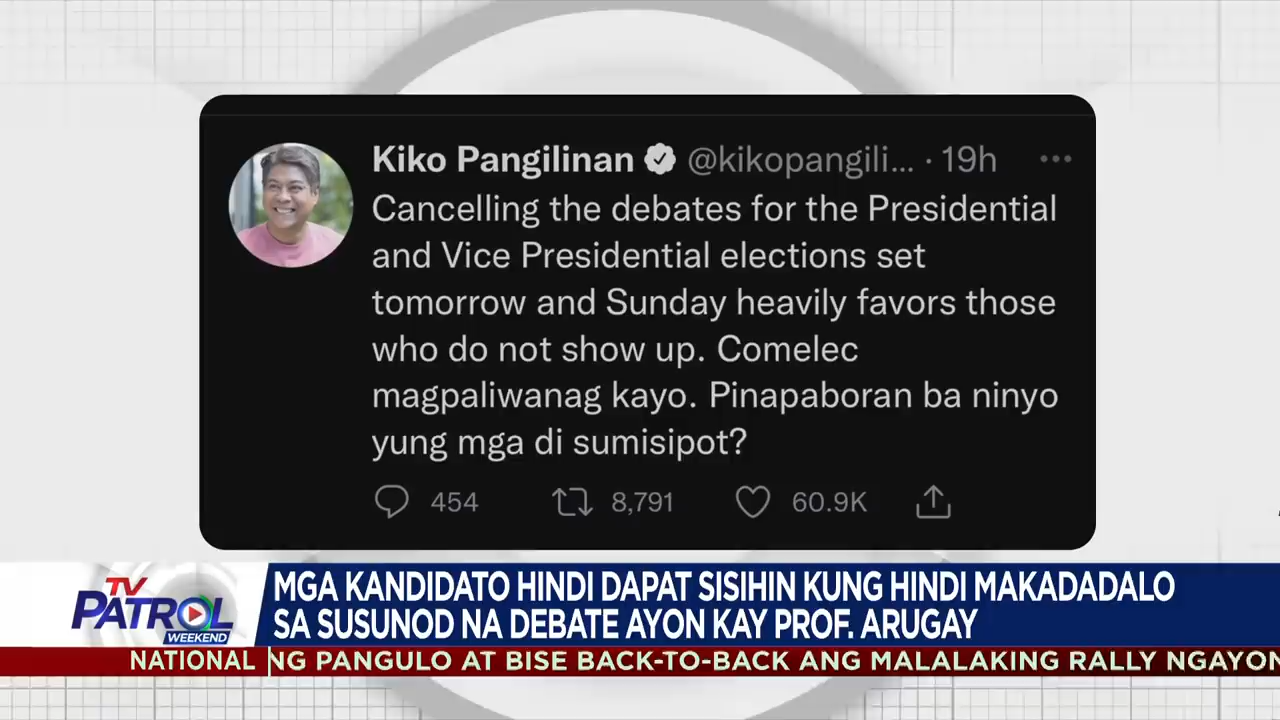 Kiko Pangilinan @kikopangili... · 19h
Cancelling the debates for the Presidential
and Vice Presidential elections set
tomorrow and Sunday heavily favors those
who do not show up. Comelec
magpaliwanag kayo. Pinapaboran ba ninyo
yung mga di sumisipot?
454 8,791 60.9K
TV PATROL WEEKEND
MGA KANDIDATO HINDI DAPAT SISIHIN KUNG HINDI MAKADADALO
SA SUSUNOD NA DEBATE AYON KAY PROF. ARUGAY
NATIONAL NG PANGULO AT BISE BACK-TO-BACK ANG MALALAKING RALLY NGAYON